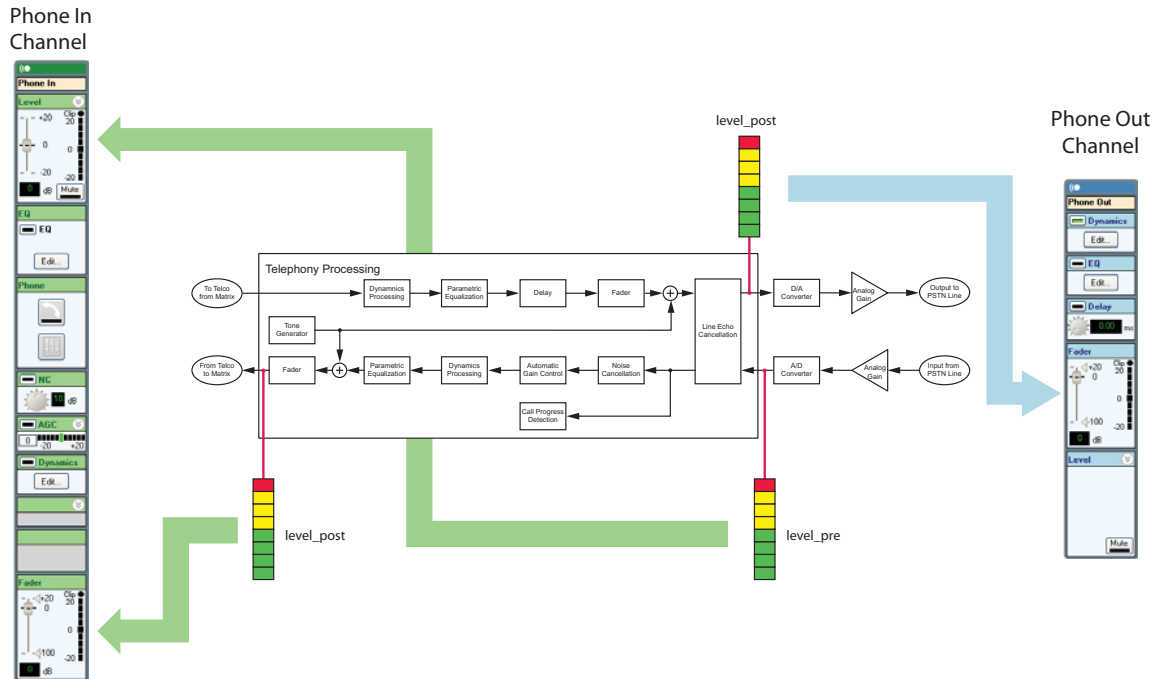 Phone In
Channel
Phone In
Level
+20
0
-20
Clip
20
0
-20
0 dB Mute
EQ
EQ
Edit...
Phone
NC
10 dB
AGC
0
-20 +20
Dynamics
Edit...
Fader
+20
0
-100
Clip
20
0
-20
0 dB
level_post
Telephony Processing
To Telco
from Matrix
Dynamnics
Processing
Parametric
Equalization
Delay
Fader
+
Line Echo
Cancellation
D/A
Converter
Analog
Gain
Output to
PSTN Line
Tone
Generator
From Telco
to Matrix
Fader
+
Parametric
Equalization
Dynamics
Processing
Automatic
Gain Control
Noise
Cancellation
A/D
Converter
Analog
Gain
Input from
PSTN Line
Call Progress
Detection
level_post
level_pre
Phone Out
Channel
Phone Out
Dynamics
Edit...
EQ
Edit...
Delay
0.00 ms
Fader
+20
0
-100
Clip
20
0
-20
0 dB
Level
Mute